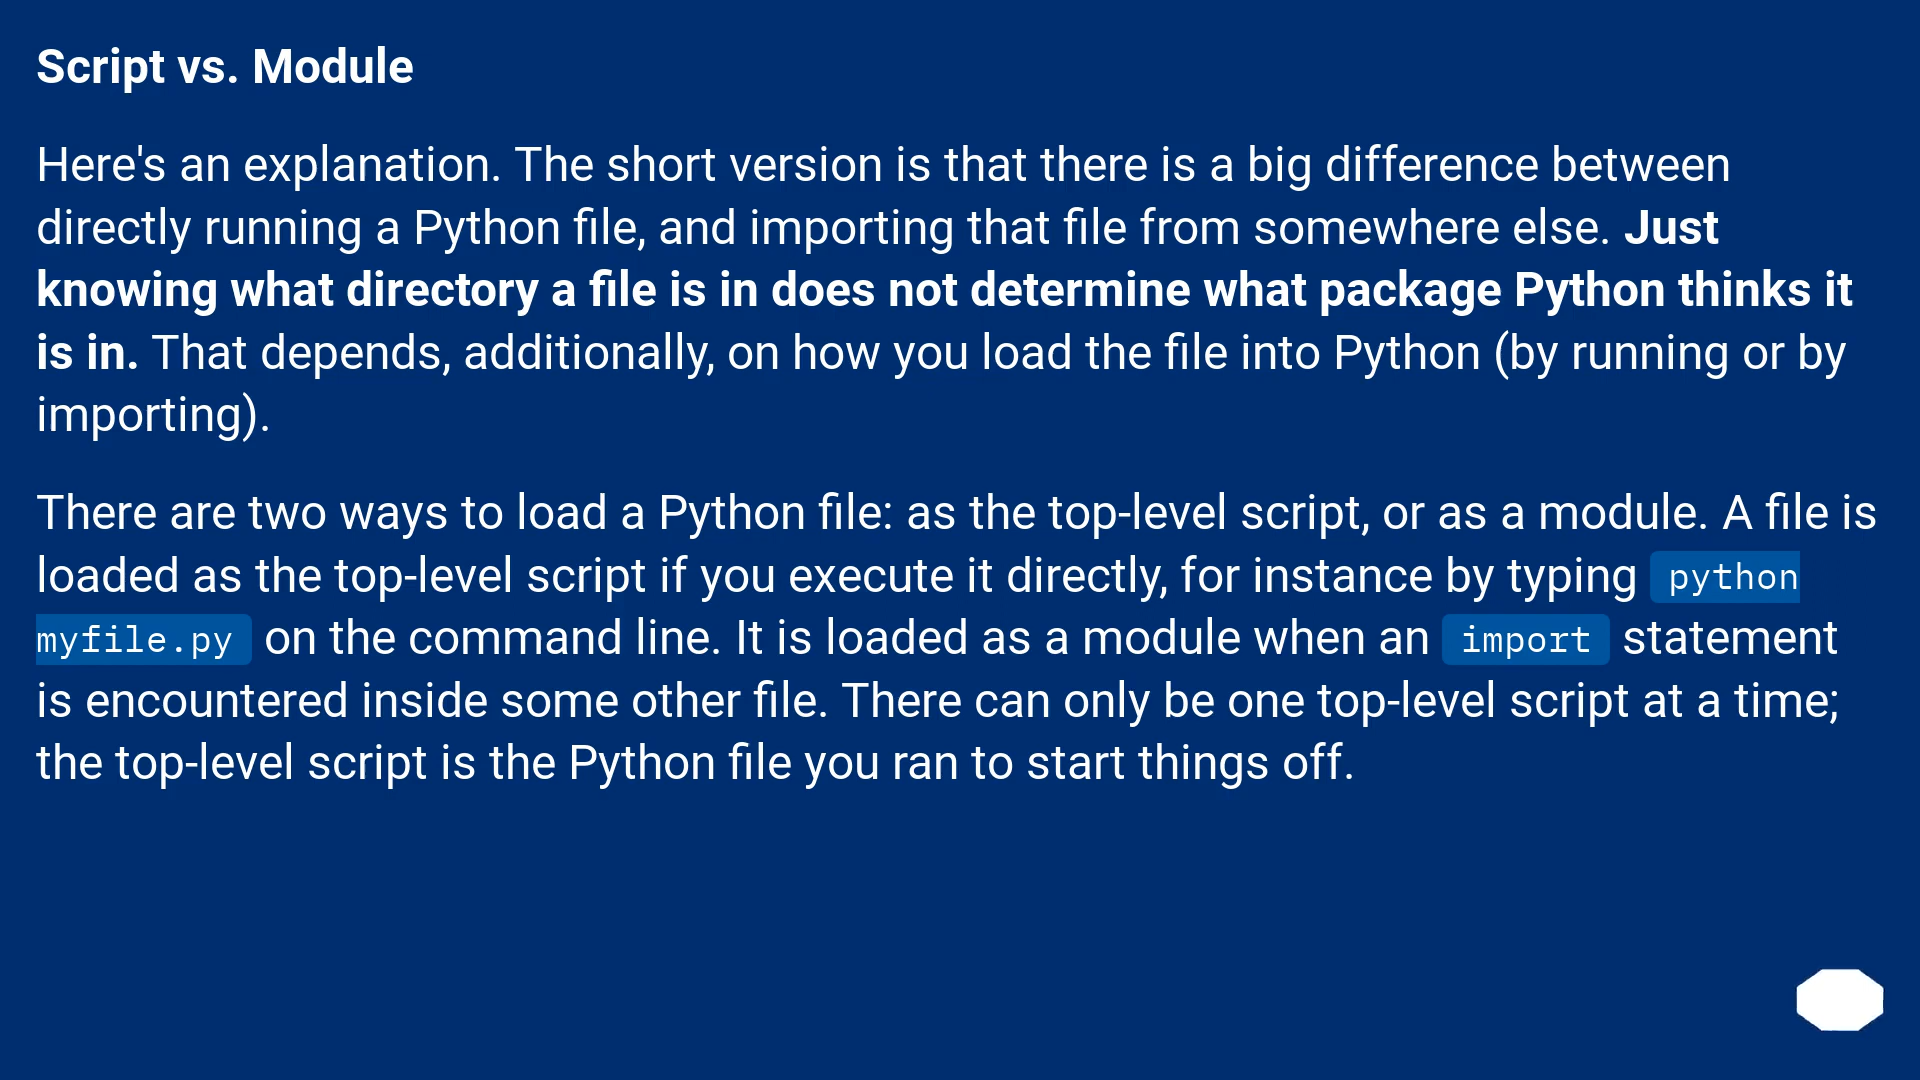 Script vs. Module
Here's an explanation. The short version is that there is a big difference between
directly running a Python file, and importing that file from somewhere else. Just
knowing what directory a file is in does not determine what package Python thinks it
is in. That depends, additionally, on how you load the file into Python (by running or by
importing).
There are two ways to load a Python file: as the top-level script, or as a module. A file is
loaded as the top-level script if you execute it directly, for instance by typing python
myfile.py on the command line. It is loaded as a module when an import statement
is encountered inside some other file. There can only be one top-level script at a time;
the top-level script is the Python file you ran to start things off.